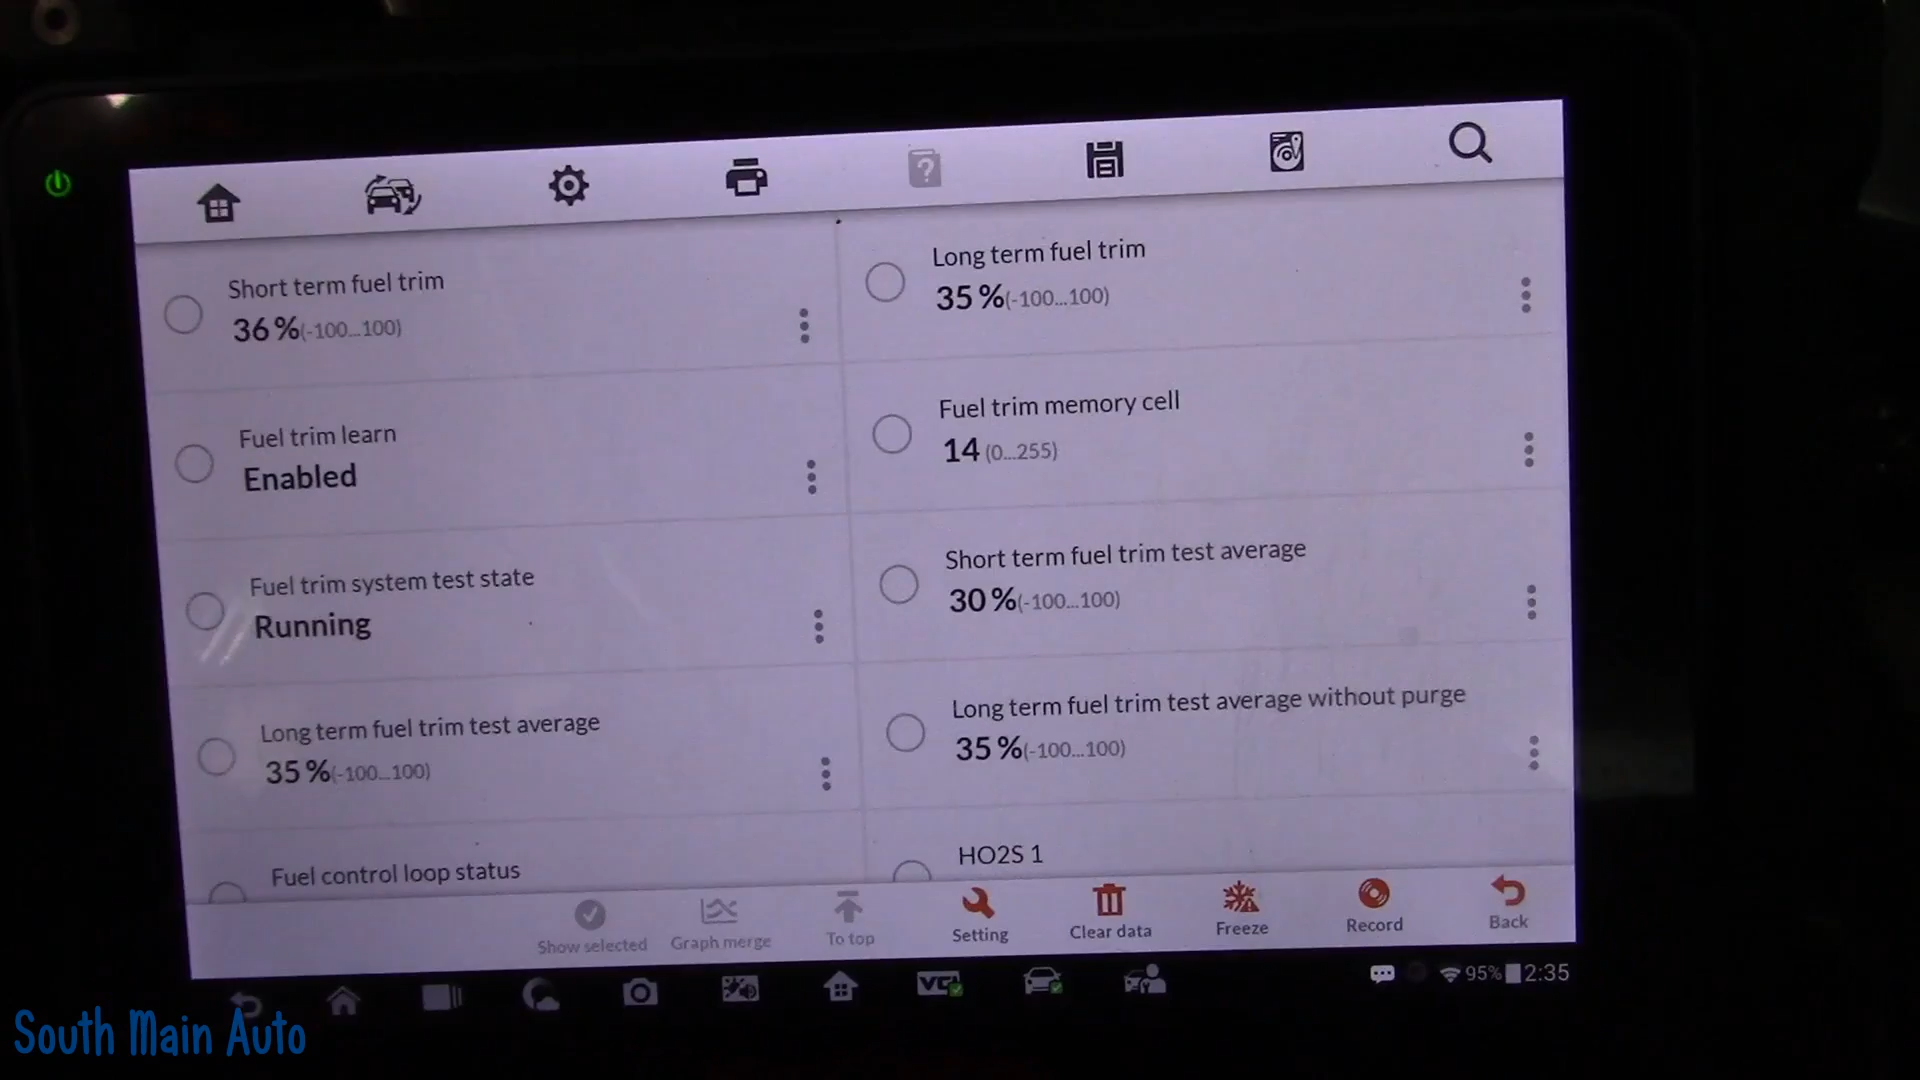 Short term fuel trim
36 %(-100...100)
Long term fuel trim
35 %(-100...100)
Fuel trim learn
Enabled
Fuel trim memory cell
14 (0...255)
Fuel trim system test state
Running
Short term fuel trim test average
30 %(-100...100)
Long term fuel trim test average
35 %(-100...100)
Long term fuel trim test average without purge
35 %(-100...100)
Fuel control loop status
HO2S 1
Show selected
Graph merge
To top
Setting
Clear data
Freeze
Record
Back
VCI
95% 2:35
South Main Auto